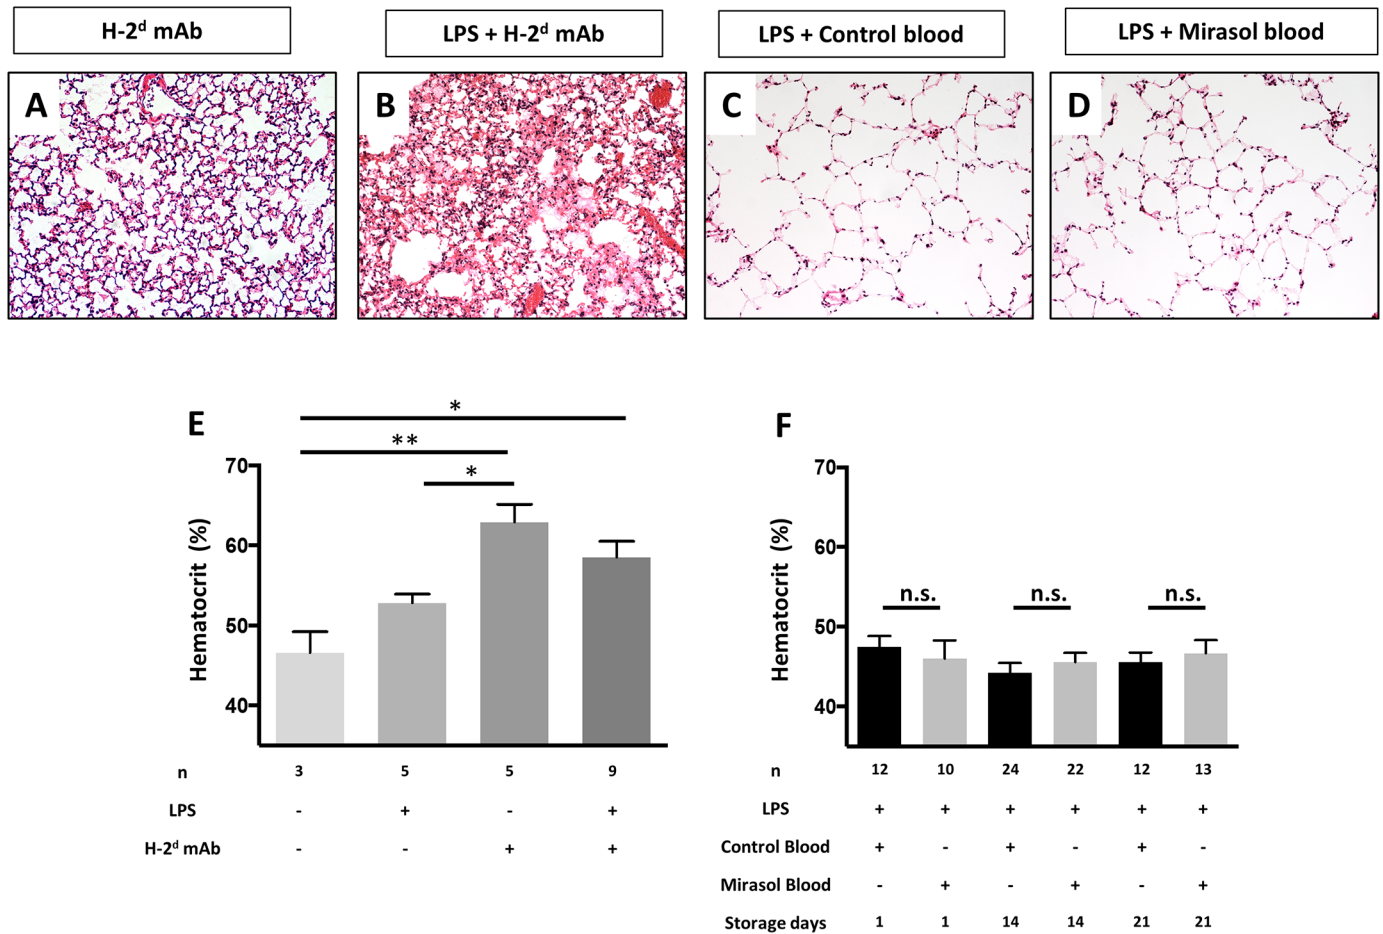 H-2ᵈ mAb
LPS + H-2ᵈ mAb
LPS + Control blood
LPS + Mirasol blood
A
B
C
D
E
*
**
*
70
60
50
40
Hematocrit (%)
n 3 5 5 9
LPS - + - +
H-2ᵈ mAb - - + +
F
70
60
50
40
Hematocrit (%)
n.s. n.s. n.s.
n 12 10 24 22 12 13
LPS + + + + + +
Control Blood + - + - + -
Mirasol Blood - + - + - +
Storage days 1 1 14 14 21 21